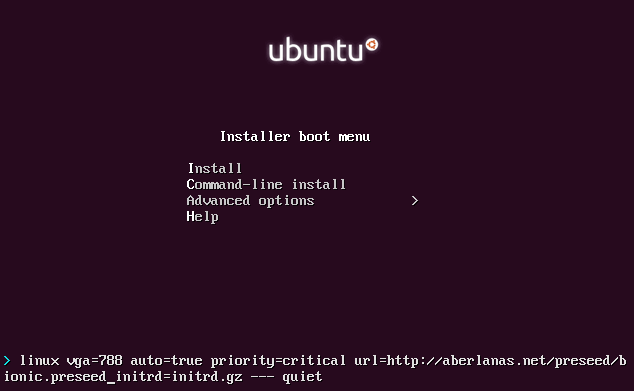 ubuntu
Installer boot menu
Install
Command-line install
Advanced options >
Help
> linux vga=788 auto=true priority=critical url=http://aberlanas.net/preseed/b
ionic.preseed_initrd=initrd.gz --- quiet